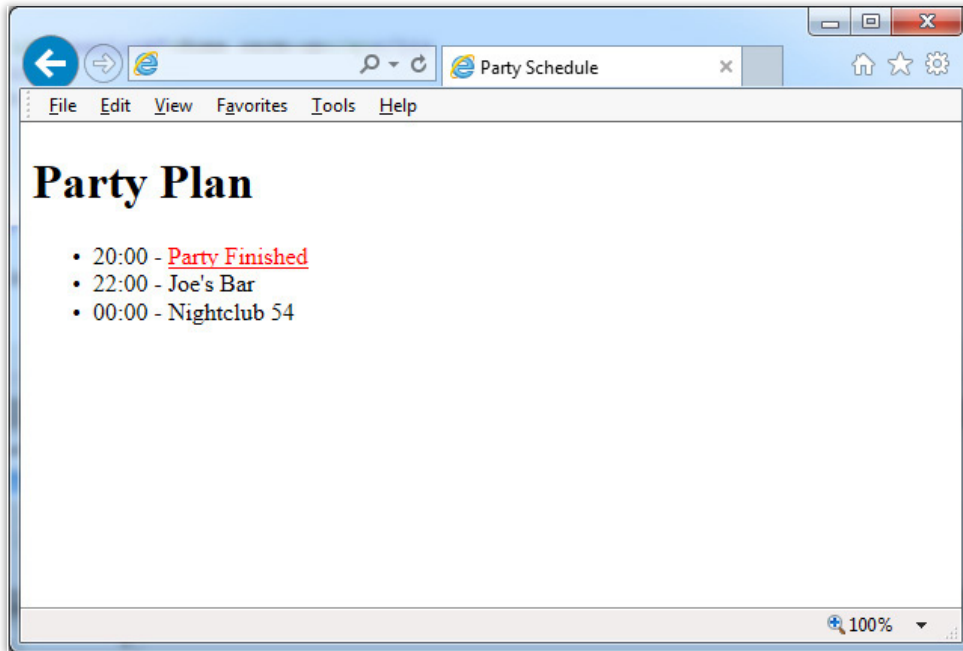 Party Schedule
File Edit View Favorites Tools Help
Party Plan
• 20:00 - Party Finished
• 22:00 - Joe's Bar
• 00:00 - Nightclub 54
100%